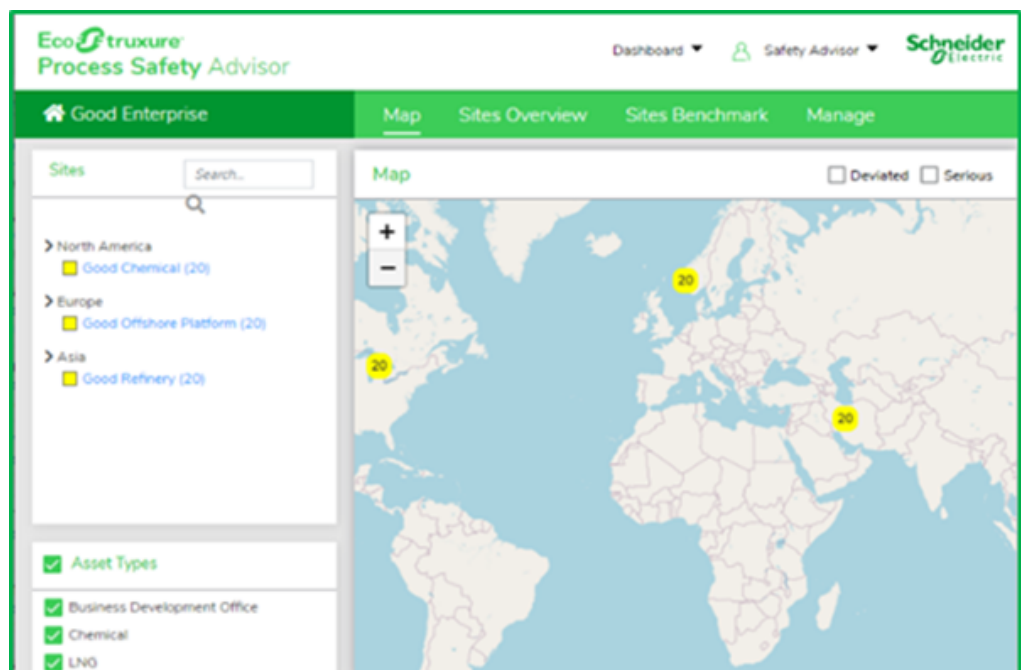 EcoStruxure™
Process Safety Advisor
Dashboard
Safety Advisor
Schneider
Electric
Good Enterprise
Map
Sites Overview
Sites Benchmark
Manage
Sites
Search...
North America
Good Chemical (20)
Europe
Good Offshore Platform (20)
Asia
Good Refinery (20)
Asset Types
Business Development Office
Chemical
LNG
Map
Deviated
Serious
+
−
20
20
20